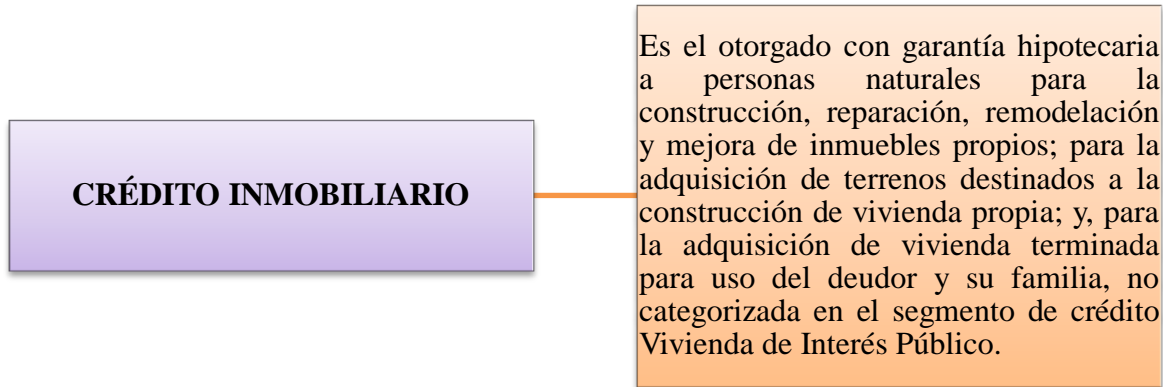 CRÉDITO INMOBILIARIO
Es el otorgado con garantía hipotecaria
a personas naturales para la
construcción, reparación, remodelación
y mejora de inmuebles propios; para la
adquisición de terrenos destinados a la
construcción de vivienda propia; y, para
la adquisición de vivienda terminada
para uso del deudor y su familia, no
categorizada en el segmento de crédito
Vivienda de Interés Público.